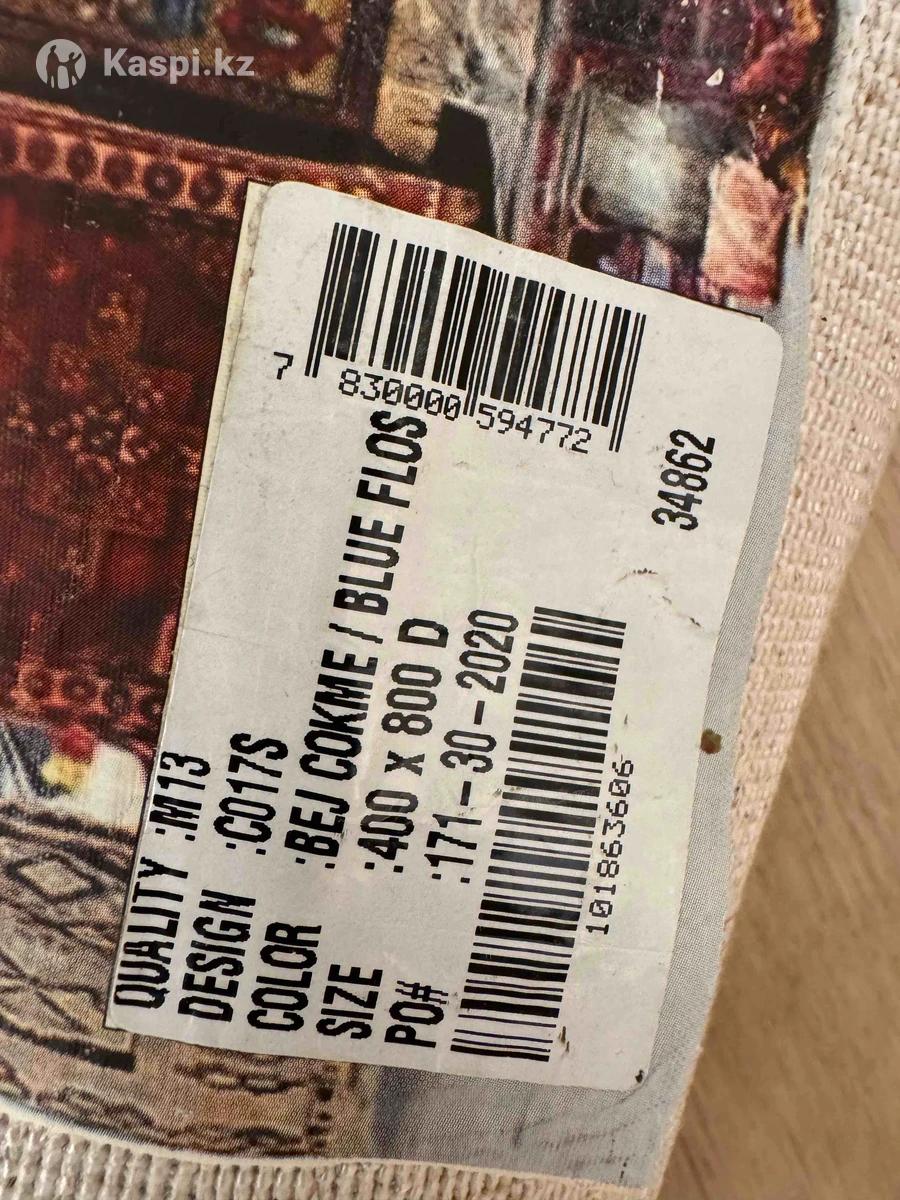 Kaspi.kz
7 830000 594772
34862
QUALITY :M13
DESIGN :C017S
COLOR :BEJ COKME / BLUE FLOS
SIZE :400 x 800 D
PO# :171-30-2020
101863606